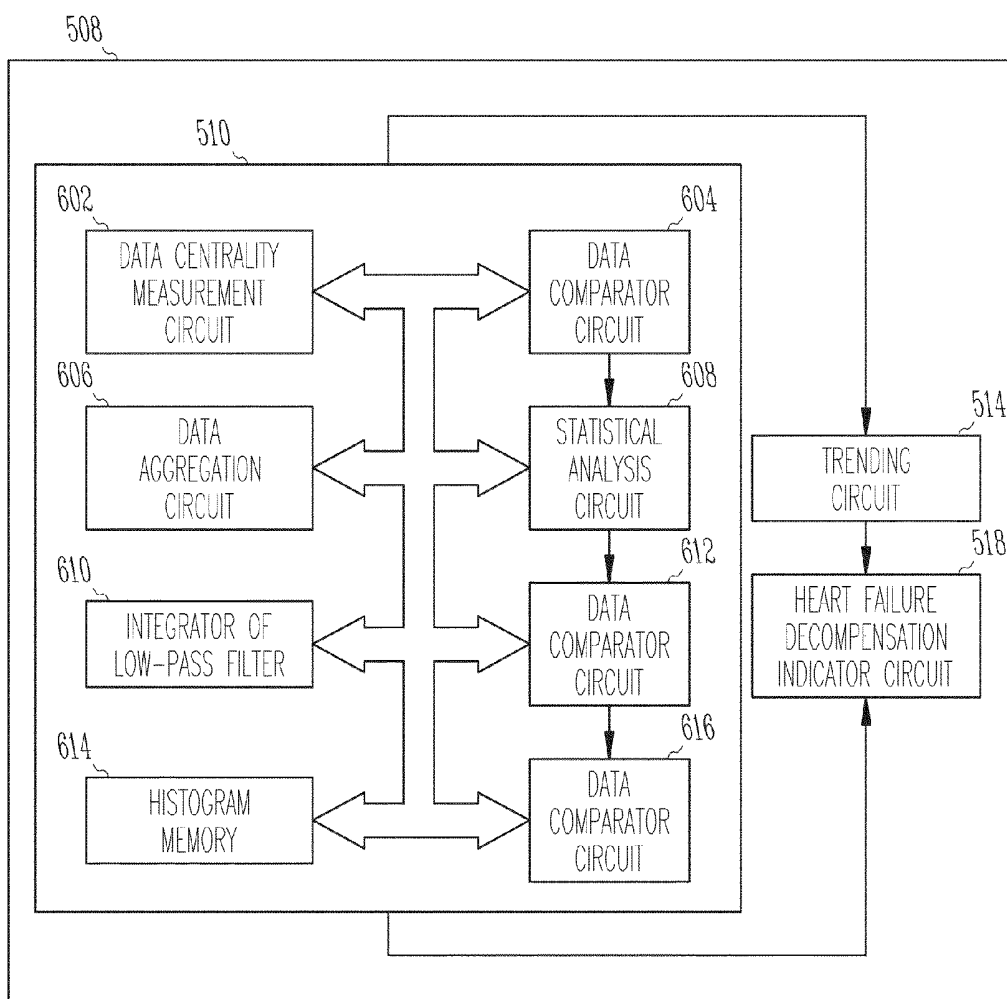 508
510
602
DATA CENTRALITY
MEASUREMENT
CIRCUIT
604
DATA
COMPARATOR
CIRCUIT
606
DATA
AGGREGATION
CIRCUIT
608
STATISTICAL
ANALYSIS
CIRCUIT
514
TRENDING
CIRCUIT
610
INTEGRATOR OF
LOW-PASS FILTER
612
DATA
COMPARATOR
CIRCUIT
518
HEART FAILURE
DECOMPENSATION
INDICATOR CIRCUIT
614
HISTOGRAM
MEMORY
616
DATA
COMPARATOR
CIRCUIT